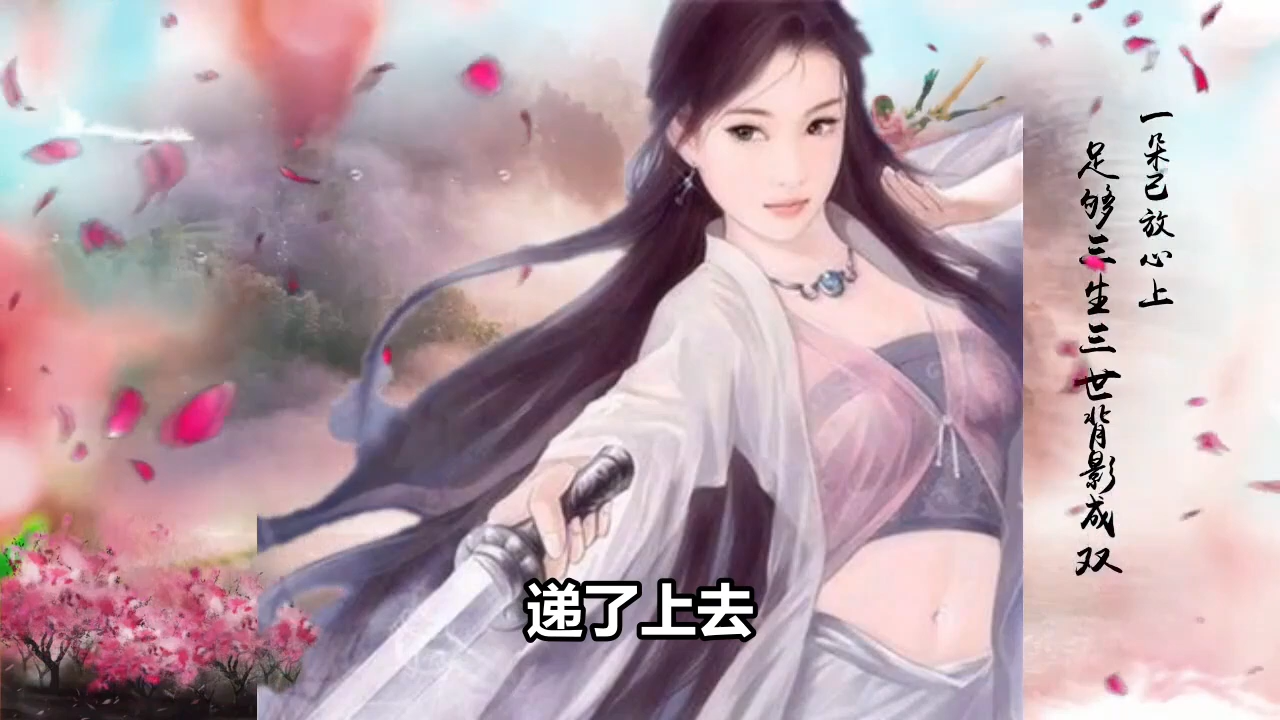 一朵已放心上
足够三生三世背影成双
递了上去